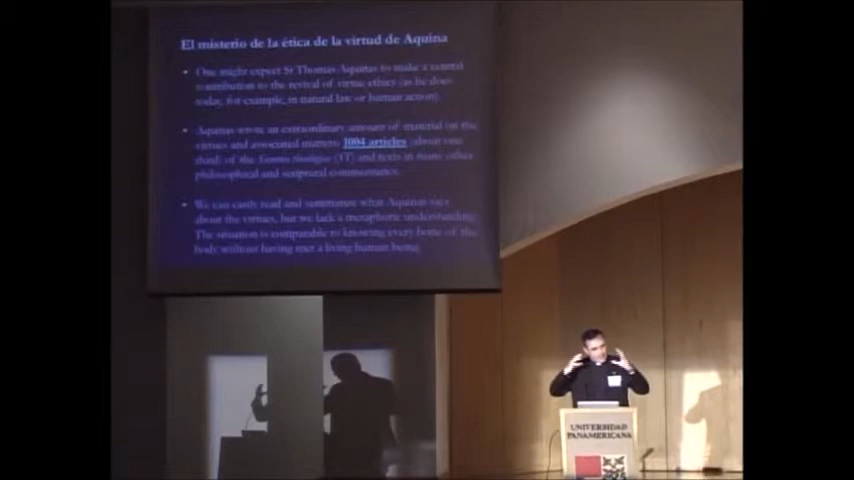 El misterio de la ética de la virtud de Aquina
• One might expect St Thomas Aquinas to make a central
contribution to the revival of virtue ethics (as he does
today, for example, in natural law or human action).
• Aquinas wrote an extraordinary amount of material on the
virtues and associated matters: 1004 articles (about one
third) of the Summa theologiae (ST) and texts in many other
philosophical and scriptural commentaries.
• We can easily read and summarize what Aquinas says
about the virtues, but we lack a metaphoric understanding.
The situation is comparable to knowing every bone of the
body without having met a living human being.
UNIVERSIDAD
PANAMERICANA